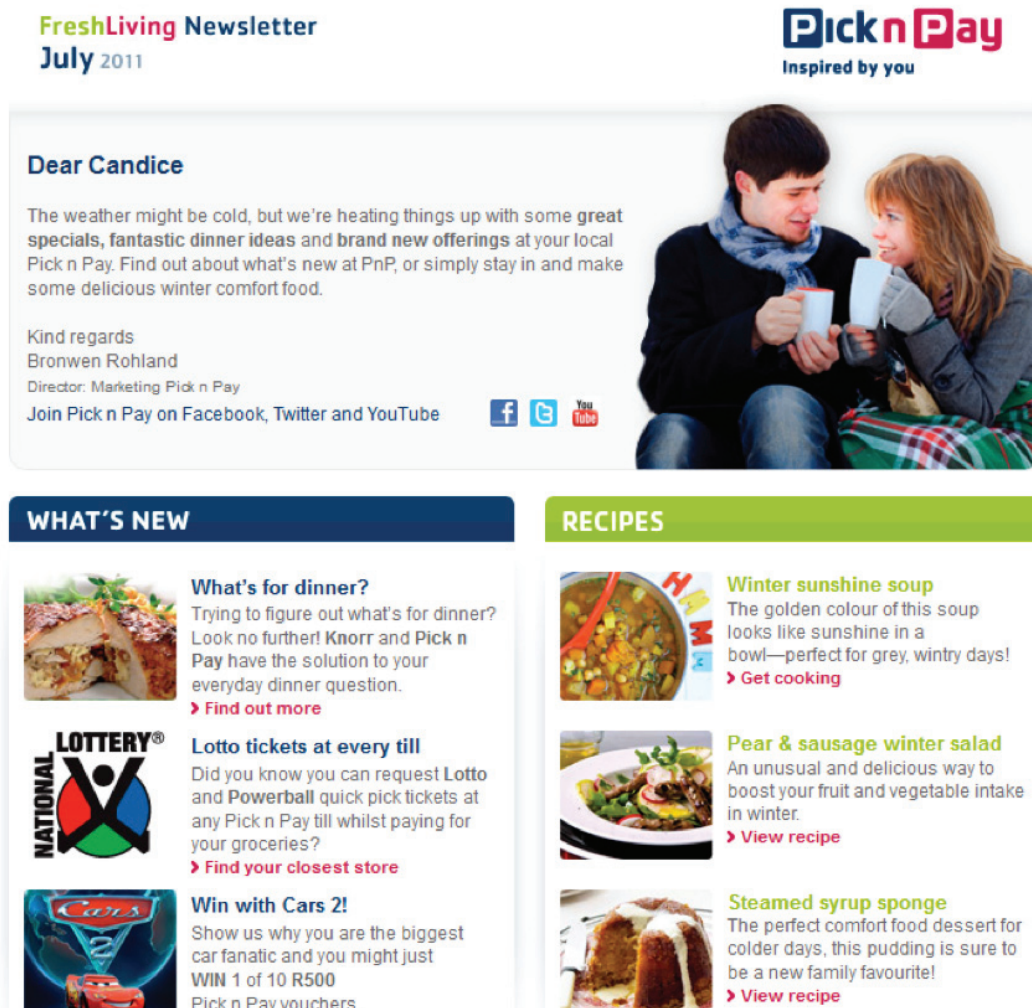 FreshLiving Newsletter
July 2011
Pick n Pay
Inspired by you
Dear Candice
The weather might be cold, but we're heating things up with some great
specials, fantastic dinner ideas and brand new offerings at your local
Pick n Pay. Find out about what's new at PnP, or simply stay in and make
some delicious winter comfort food.
Kind regards
Bronwen Rohland
Director: Marketing Pick n Pay
Join Pick n Pay on Facebook, Twitter and YouTube
f
t
You
Tube
WHAT'S NEW
What's for dinner?
Trying to figure out what's for dinner?
Look no further! Knorr and Pick n
Pay have the solution to your
everyday dinner question.
Find out more
NATIONAL
LOTTERY®
Lotto tickets at every till
Did you know you can request Lotto
and Powerball quick pick tickets at
any Pick n Pay till whilst paying for
your groceries?
Find your closest store
Cars
2
Win with Cars 2!
Show us why you are the biggest
car fanatic and you might just
WIN 1 of 10 R500
Pick n Pay vouchers
RECIPES
H
M
M
Winter sunshine soup
The golden colour of this soup
looks like sunshine in a
bowl—perfect for grey, wintry days!
Get cooking
Pear & sausage winter salad
An unusual and delicious way to
boost your fruit and vegetable intake
in winter.
View recipe
Steamed syrup sponge
The perfect comfort food dessert for
colder days, this pudding is sure to
be a new family favourite!
View recipe